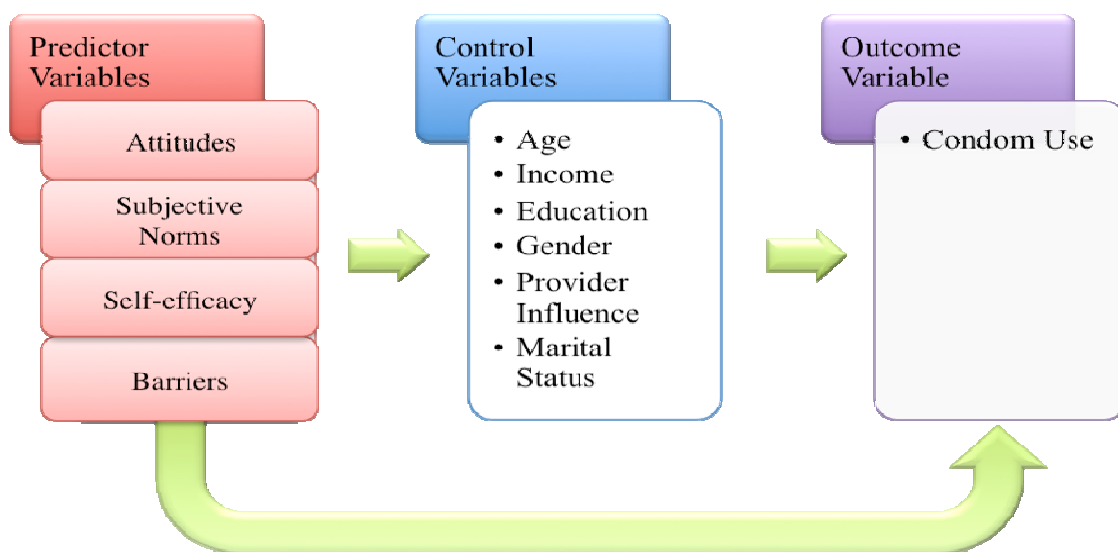 Predictor
Variables
Attitudes
Subjective
Norms
Self-efficacy
Barriers
Control
Variables
• Age
• Income
• Education
• Gender
• Provider
Influence
• Marital
Status
Outcome
Variable
• Condom Use